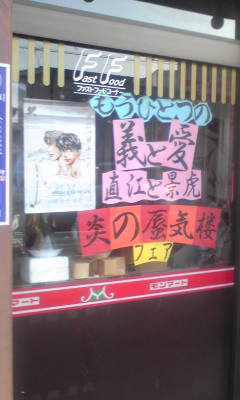 FF
Fast Food
ファストフードコーナー
もうひとつの
義と愛
直江と景虎
炎の蜃気楼
フェア
モンマート
モンマート